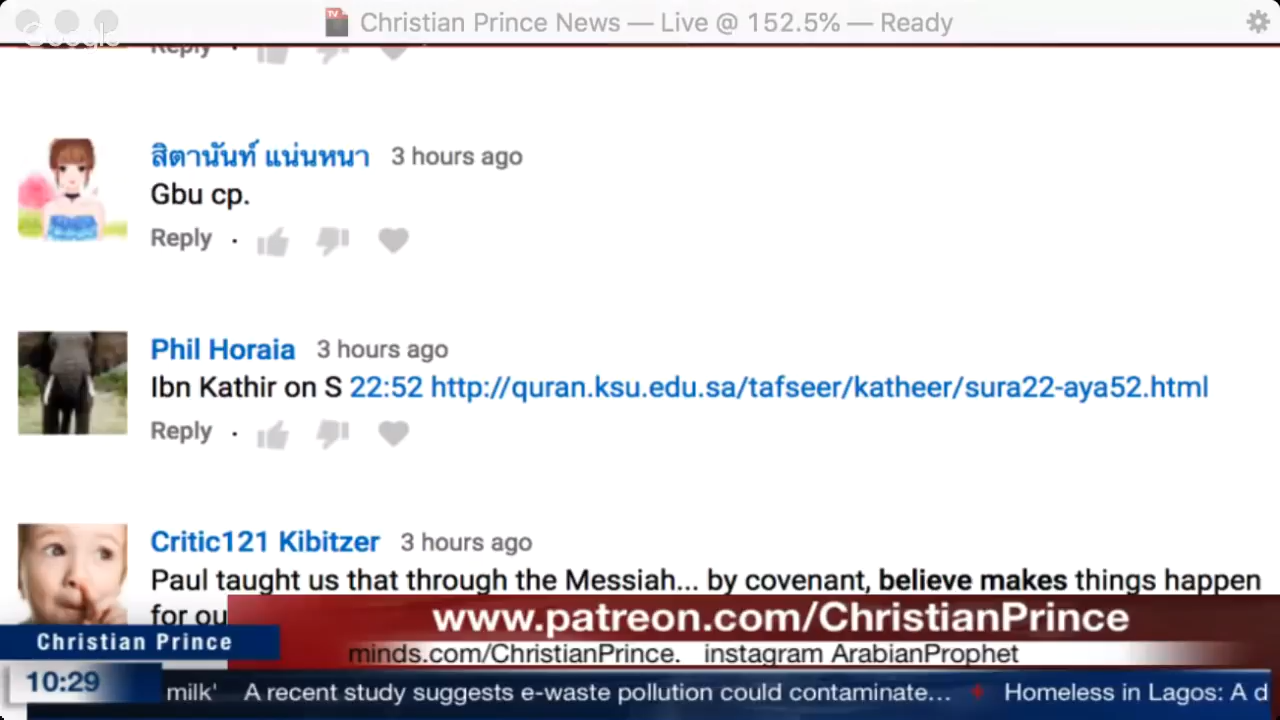 Christian Prince News — Live @ 152.5% — Ready
Google
Reply ·
สิตานันท์ แน่นหนา 3 hours ago
Gbu cp.
Reply ·
Phil Horaia 3 hours ago
Ibn Kathir on S 22:52 http://quran.ksu.edu.sa/tafseer/katheer/sura22-aya52.html
Reply ·
Critic121 Kibitzer 3 hours ago
Paul taught us that through the Messiah... by covenant, believe makes things happen
for ou
www.patreon.com/ChristianPrince
Christian Prince
minds.com/ChristianPrince. instagram ArabianProphet
10:29
milk' A recent study suggests e-waste pollution could contaminate... Homeless in Lagos: A d